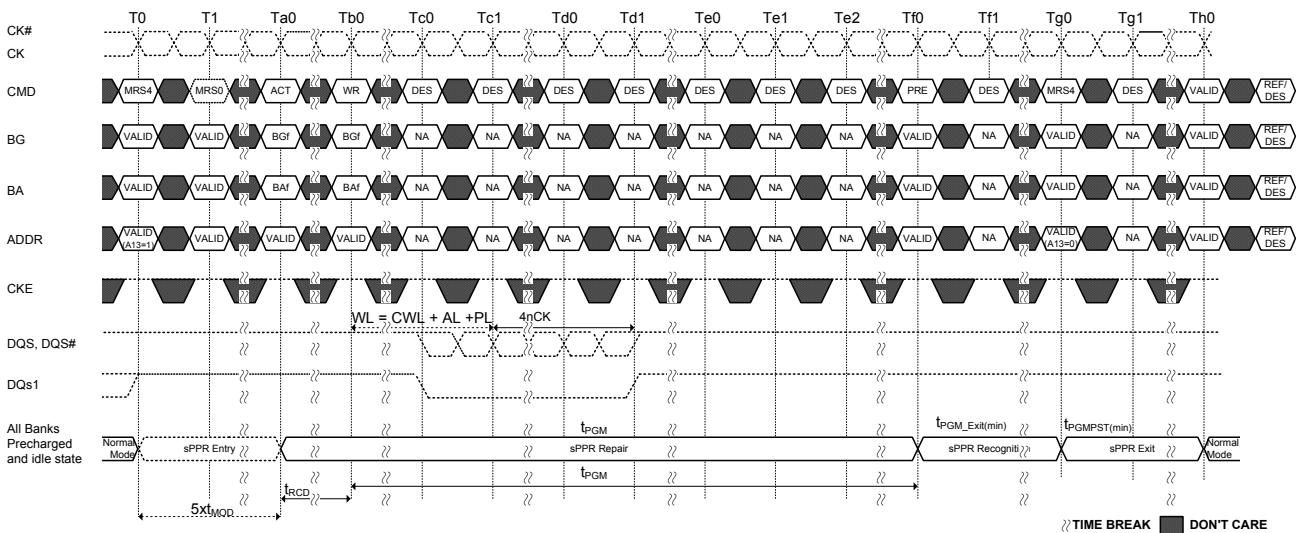 T0 T1 Ta0 Tb0 Tc0 Tc1 Td0 Td1 Te0 Te1 Te2 Tf0 Tf1 Tg0 Tg1 Th0
CK#
CK
CMD MRS4 MRS0 ACT WR DES DES DES DES DES DES DES PRE DES MRS4 DES VALID REF/
DES
BG VALID VALID BGf BGf NA NA NA NA NA NA NA VALID NA VALID NA VALID REF/
DES
BA VALID VALID BAf BAf NA NA NA NA NA NA NA VALID NA VALID NA VALID REF/
DES
ADDR VALID
(A13=1) VALID VALID VALID NA NA NA NA NA NA NA VALID NA VALID
(A13=0) NA VALID REF/
DES
CKE
WL = CWL + AL +PL 4nCK
DQS, DQS#
DQs1
All Banks
Precharged
and idle state
tPGM tPGM_Exit(min) tPGMPST(min)
Normal
Mode sPPR Entry sPPR Repair sPPR Recogniti n sPPR Exit Normal
Mode
tRCD tPGM
5xtMOD
TIME BREAK DON'T CARE